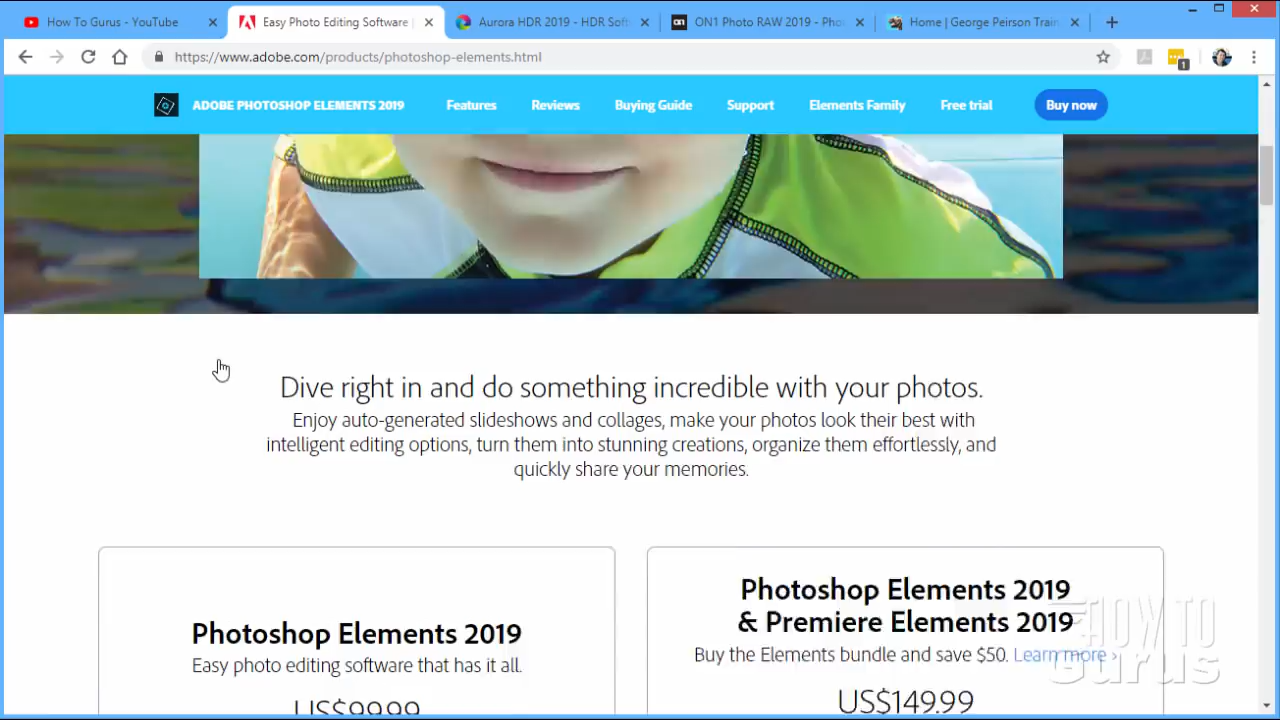 How To Gurus - YouTube
Easy Photo Editing Software |
Aurora HDR 2019 - HDR Soft
ON1 Photo RAW 2019 - Pho
Home | George Peirson Train
https://www.adobe.com/products/photoshop-elements.html
1
ADOBE PHOTOSHOP ELEMENTS 2019
Features
Reviews
Buying Guide
Support
Elements Family
Free trial
Buy now
Dive right in and do something incredible with your photos.
Enjoy auto-generated slideshows and collages, make your photos look their best with
intelligent editing options, turn them into stunning creations, organize them effortlessly, and
quickly share your memories.
Photoshop Elements 2019
Easy photo editing software that has it all.
US$99.99
Photoshop Elements 2019
& Premiere Elements 2019
Buy the Elements bundle and save $50. Learn more ›
US$149.99
HOW TO
Gurus